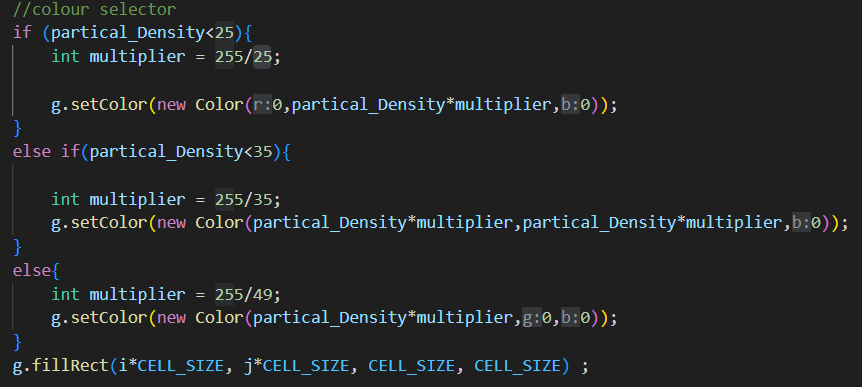 //colour selector
if (partical_Density<25){
int multiplier = 255/25;
g.setColor(new Color(r:0,partical_Density*multiplier,b:0));
}
else if(partical_Density<35){
int multiplier = 255/35;
g.setColor(new Color(partical_Density*multiplier,partical_Density*multiplier,b:0));
}
else{
int multiplier = 255/49;
g.setColor(new Color(partical_Density*multiplier,g:0,b:0));
}
g.fillRect(i*CELL_SIZE, j*CELL_SIZE, CELL_SIZE, CELL_SIZE) ;